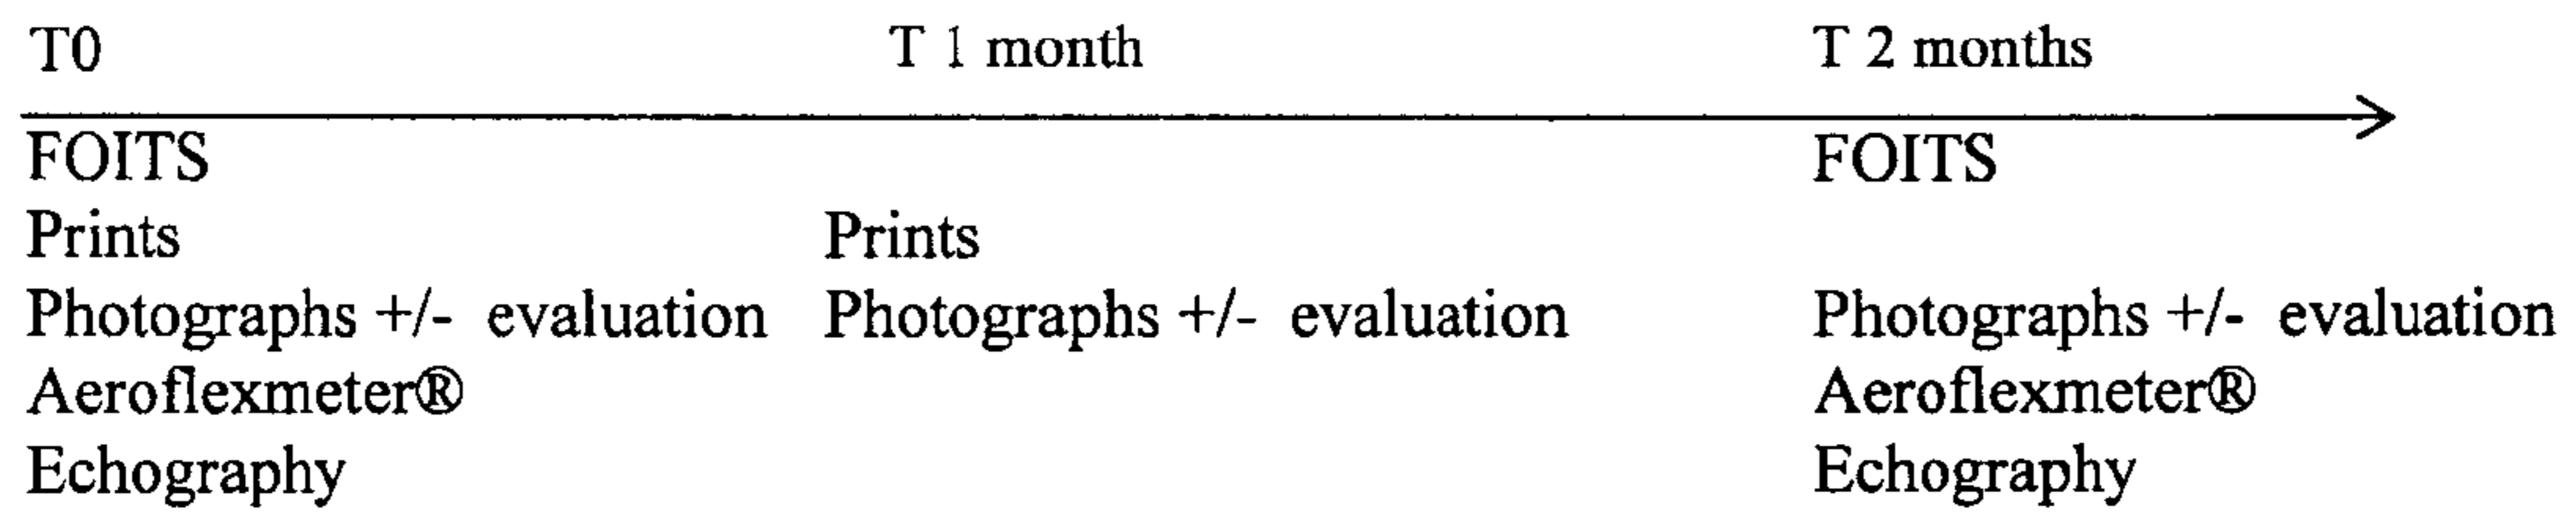 T0 T 1 month T 2 months
FOITS FOITS
Prints Prints
Photographs +/- evaluation Photographs +/- evaluation Photographs +/- evaluation
Aeroflexmeter® Aeroflexmeter®
Echography Echography